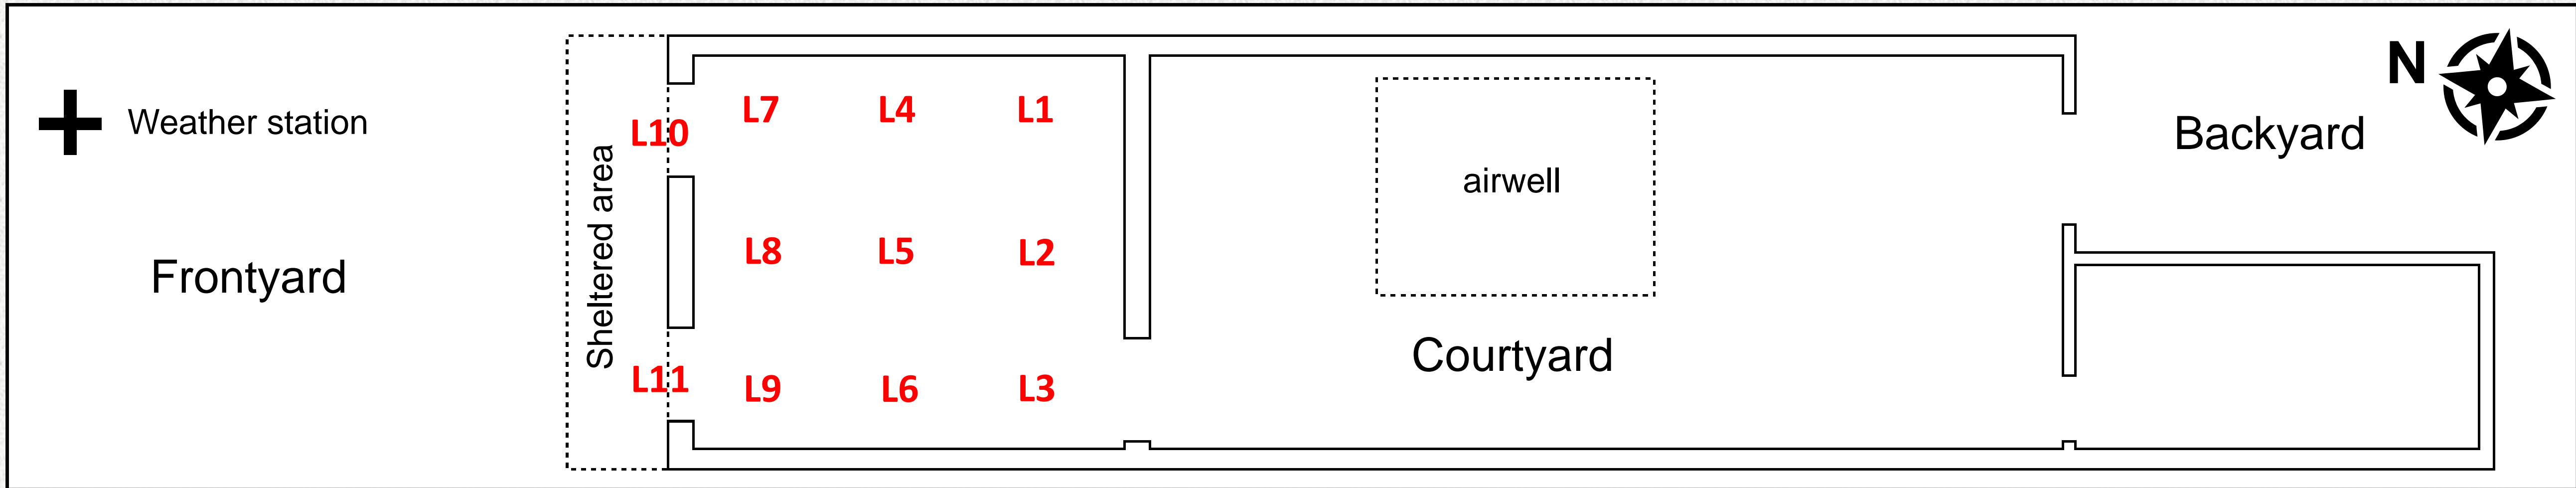 N
Weather station
Frontyard
Sheltered area
L10
L11
L7
L4
L1
L8
L5
L2
L9
L6
L3
airwell
Courtyard
Backyard